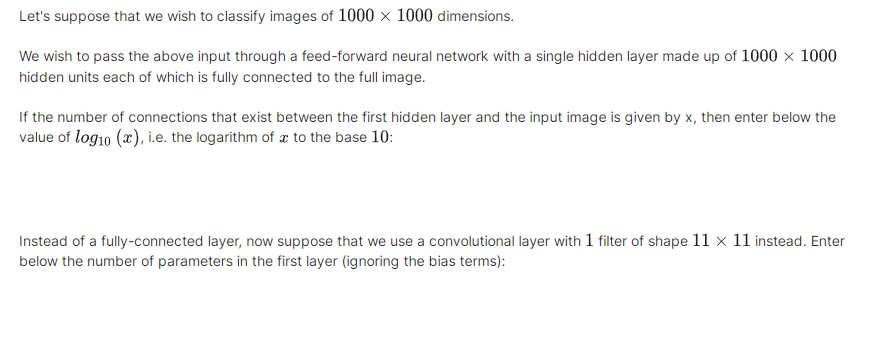 Let's suppose that we wish to classify images of 1000 × 1000 dimensions.
We wish to pass the above input through a feed-forward neural network with a single hidden layer made up of 1000 × 1000
hidden units each of which is fully connected to the full image.
If the number of connections that exist between the first hidden layer and the input image is given by x, then enter below the
value of log₁₀ (x), i.e. the logarithm of x to the base 10:
Instead of a fully-connected layer, now suppose that we use a convolutional layer with 1 filter of shape 11 × 11 instead. Enter
below the number of parameters in the first layer (ignoring the bias terms):